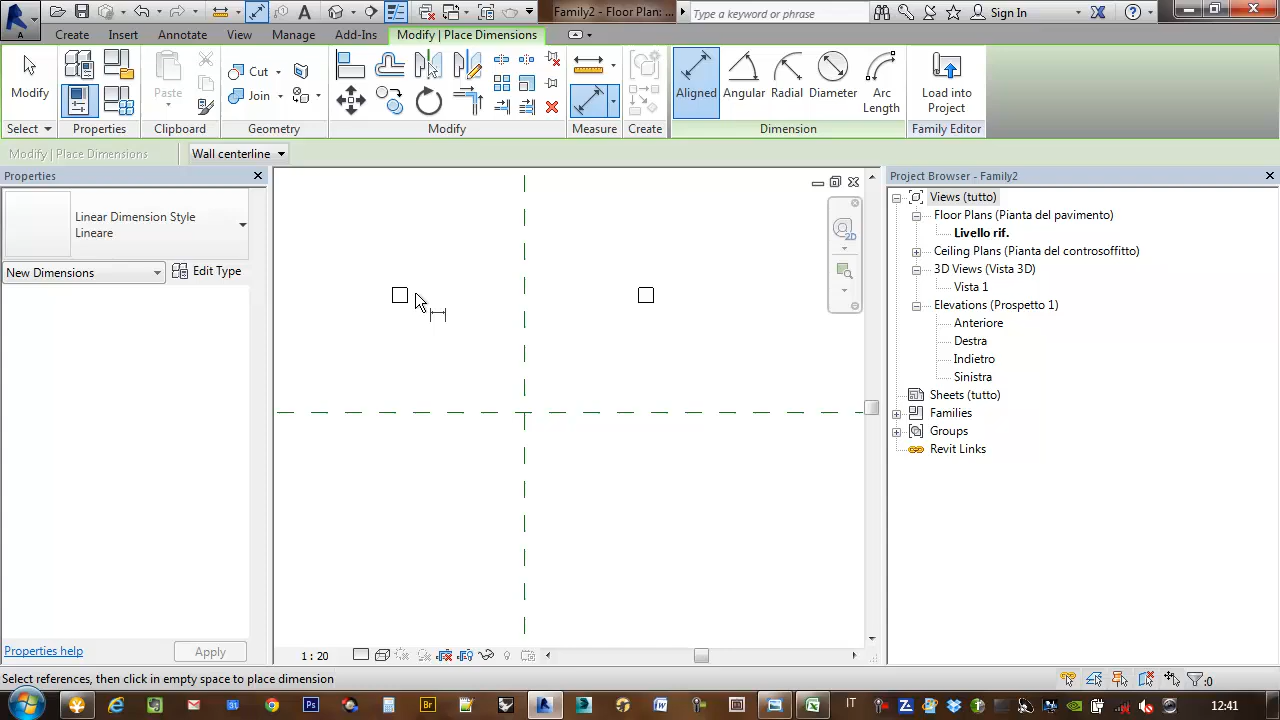 Family2 - Floor Plan: ...
Type a keyword or phrase
Sign In
A
Create
Insert
Annotate
View
Manage
Add-Ins
Modify | Place Dimensions
Modify
Cut
Join
Paste
Aligned
Angular
Radial
Diameter
Arc
Length
Load into
Project
Select
Properties
Clipboard
Geometry
Modify
Measure
Create
Dimension
Family Editor
Modify | Place Dimensions
Wall centerline
Properties
Linear Dimension Style
Lineare
New Dimensions
Edit Type
Properties help
Apply
2D
1 : 20
Project Browser - Family2
Views (tutto)
Floor Plans (Pianta del pavimento)
Livello rif.
Ceiling Plans (Pianta del controsoffitto)
3D Views (Vista 3D)
Vista 1
Elevations (Prospetto 1)
Anteriore
Destra
Indietro
Sinistra
Sheets (tutto)
Families
Groups
Revit Links
Select references, then click in empty space to place dimension
:0
Ps
Br
IT
12:41